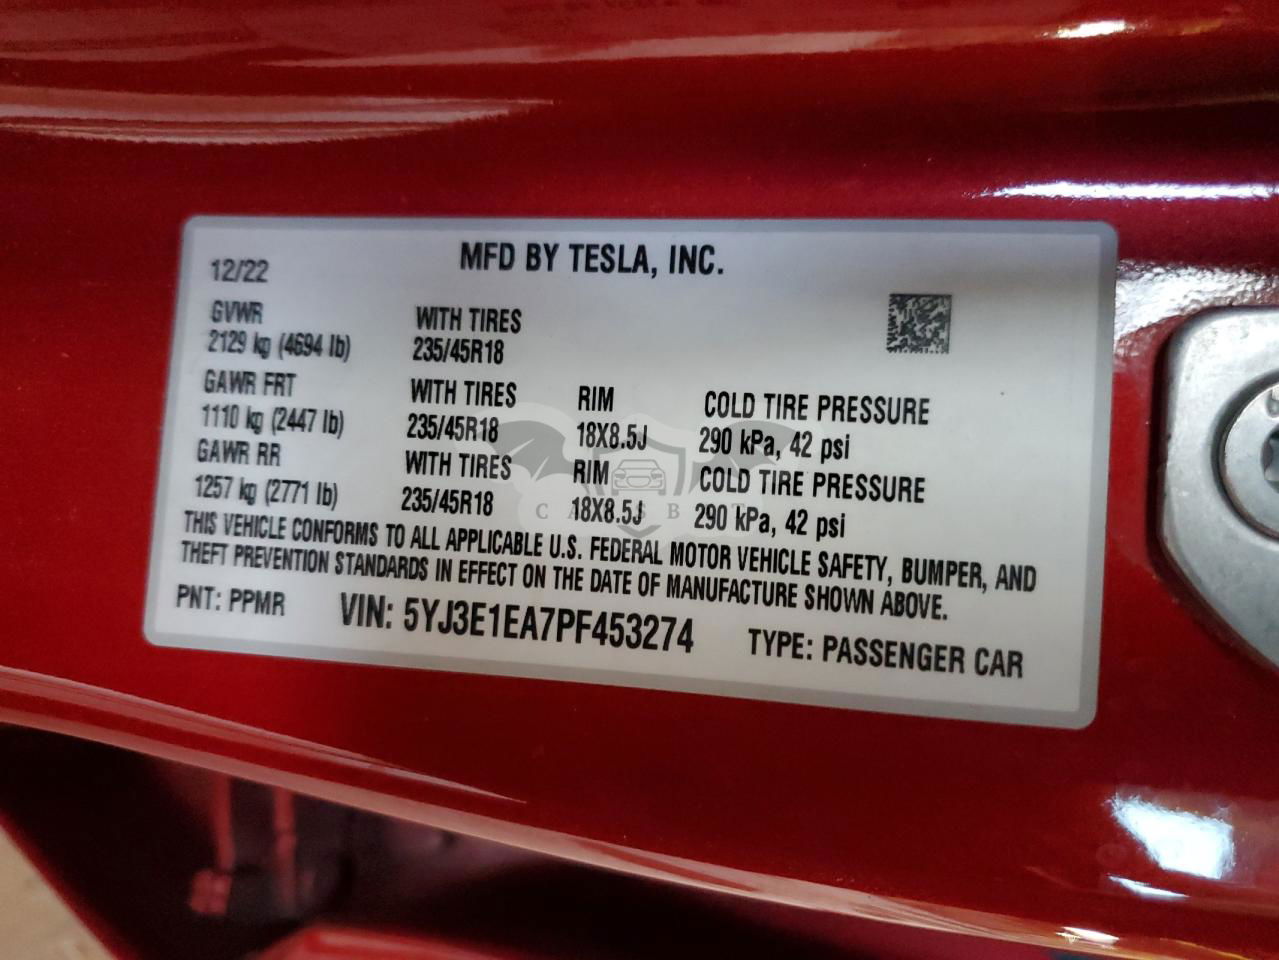 MFD BY TESLA, INC.
12/22
GVWR
2129 kg (4694 lb)
WITH TIRES
235/45R18
GAWR FRT
1110 kg (2447 lb)
WITH TIRES
235/45R18
RIM
18X8.5J
COLD TIRE PRESSURE
290 kPa, 42 psi
GAWR RR
1257 kg (2771 lb)
WITH TIRES
235/45R18
RIM
18X8.5J
COLD TIRE PRESSURE
290 kPa, 42 psi
THIS VEHICLE CONFORMS TO ALL APPLICABLE U.S. FEDERAL MOTOR VEHICLE SAFETY, BUMPER, AND
THEFT PREVENTION STANDARDS IN EFFECT ON THE DATE OF MANUFACTURE SHOWN ABOVE.
PNT: PPMR
VIN: 5YJ3E1EA7PF453274
TYPE: PASSENGER CAR